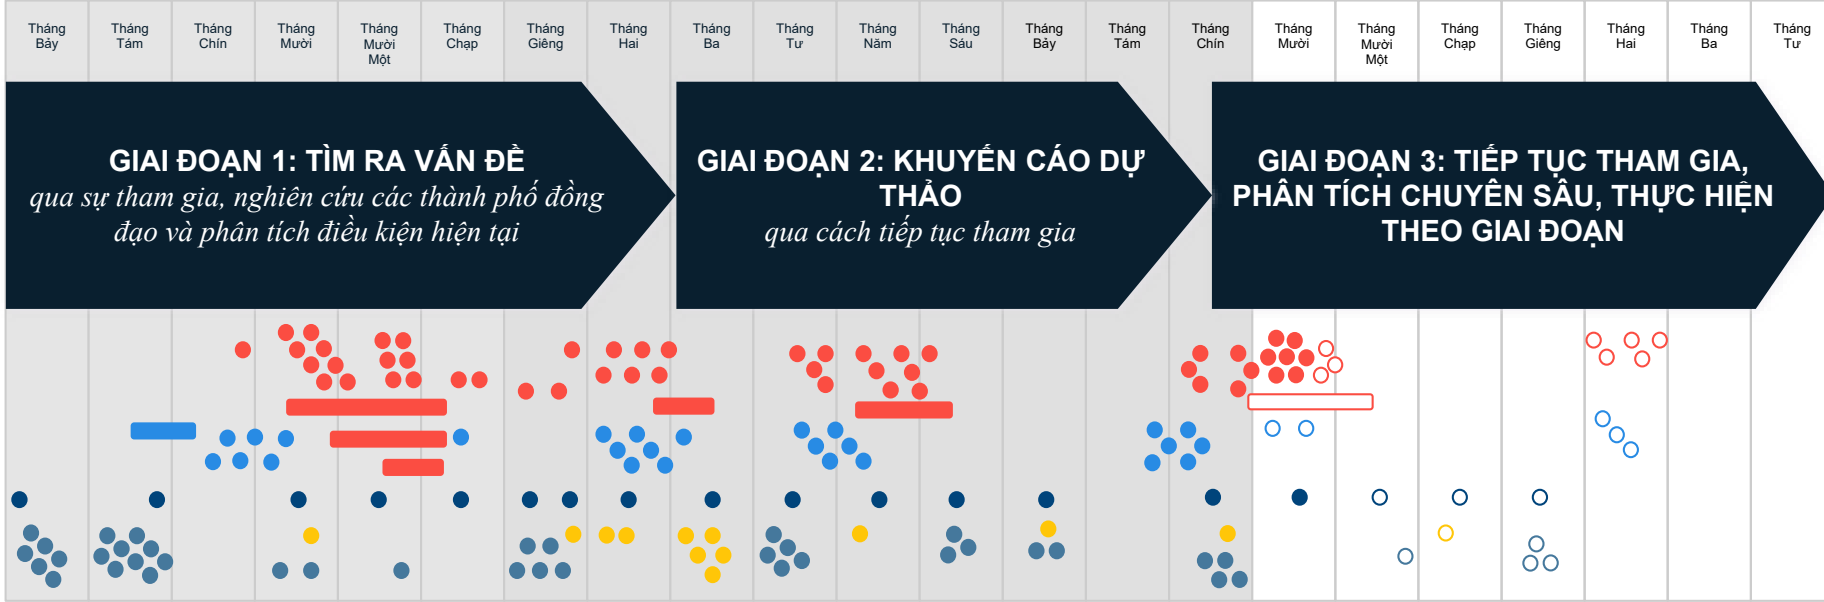 Tháng
Bảy
Tháng
Tám
Tháng
Chín
Tháng
Mười
Tháng
Mười
Một
Tháng
Chạp
Tháng
Giêng
Tháng
Hai
Tháng
Ba
Tháng
Tư
Tháng
Năm
Tháng
Sáu
Tháng
Bảy
Tháng
Tám
Tháng
Chín
Tháng
Mười
Tháng
Mười
Một
Tháng
Chạp
Tháng
Giêng
Tháng
Hai
Tháng
Ba
Tháng
Tư
GIAI ĐOẠN 1: TÌM RA VẤN ĐỀ
qua sự tham gia, nghiên cứu các thành phố đồng
đạo và phân tích điều kiện hiện tại
GIAI ĐOẠN 2: KHUYẾN CÁO DỰ
THẢO
qua cách tiếp tục tham gia
GIAI ĐOẠN 3: TIẾP TỤC THAM GIA,
PHÂN TÍCH CHUYÊN SÂU, THỰC HIỆN
THEO GIAI ĐOẠN